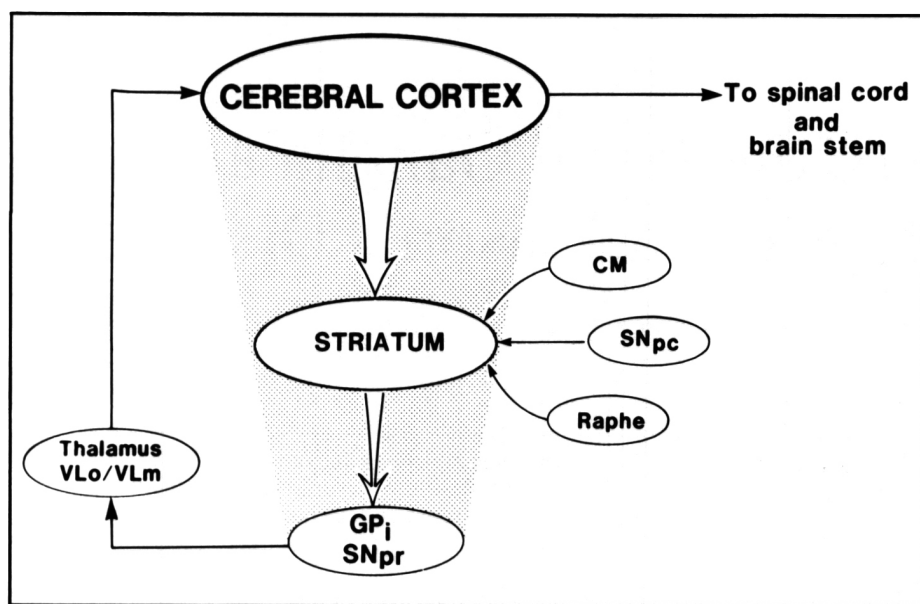 CEREBRAL CORTEX
To spinal cord
and
brain stem
CM
STRIATUM
SNpc
Raphe
Thalamus
VLo/VLm
GPi
SNpr